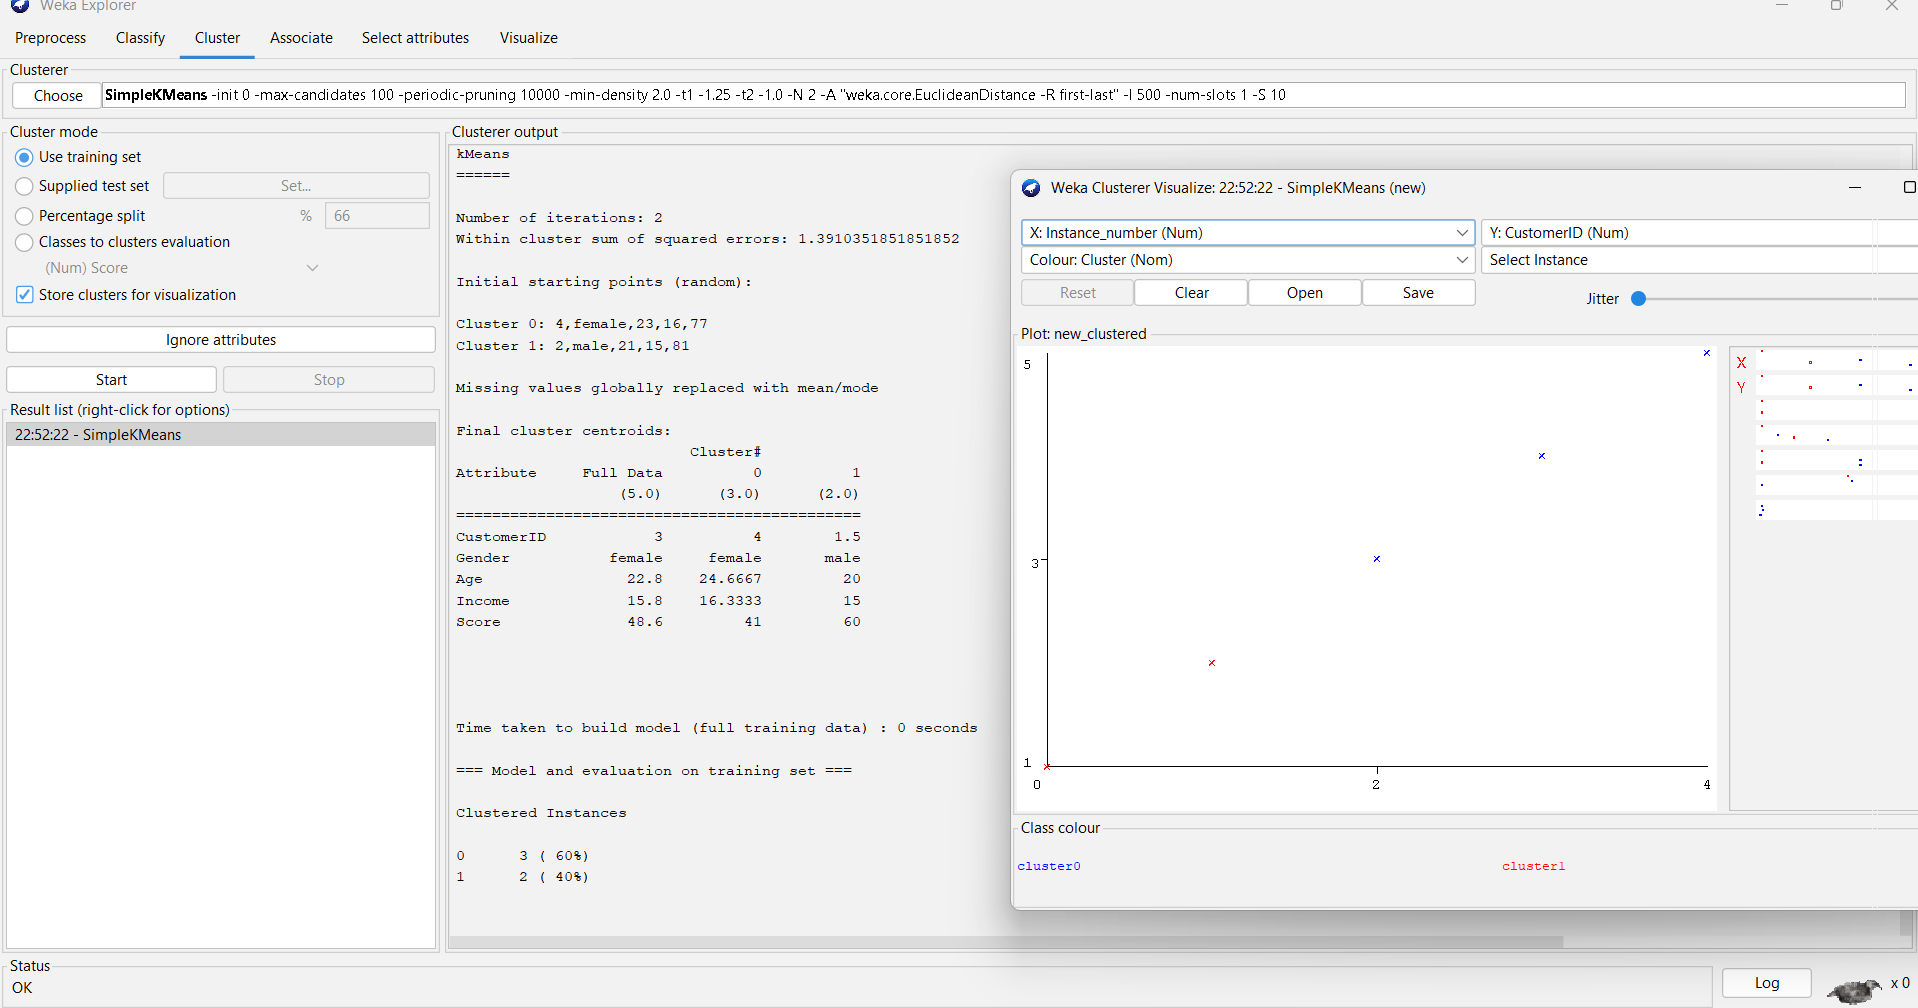 Weka Explorer
Preprocess Classify Cluster Associate Select attributes Visualize
Clusterer
Choose SimpleKMeans -init 0 -max-candidates 100 -periodic-pruning 10000 -min-density 2.0 -t1 -1.25 -t2 -1.0 -N 2 -A "weka.core.EuclideanDistance -R first-last" -I 500 -num-slots 1 -S 10
Cluster mode
Use training set
Supplied test set Set...
Percentage split % 66
Classes to clusters evaluation
(Num) Score
Store clusters for visualization
Ignore attributes
Start Stop
Result list (right-click for options)
22:52:22 - SimpleKMeans
Clusterer output
kMeans
======
Number of iterations: 2
Within cluster sum of squared errors: 1.3910351851851852
Initial starting points (random):
Cluster 0: 4,female,23,16,77
Cluster 1: 2,male,21,15,81
Missing values globally replaced with mean/mode
Final cluster centroids:
Cluster#
Attribute Full Data 0 1
(5.0) (3.0) (2.0)
==============================================
CustomerID 3 4 1.5
Gender female female male
Age 22.8 24.6667 20
Income 15.8 16.3333 15
Score 48.6 41 60
Time taken to build model (full training data) : 0 seconds
=== Model and evaluation on training set ===
Clustered Instances
0 3 ( 60%)
1 2 ( 40%)
Weka Clusterer Visualize: 22:52:22 - SimpleKMeans (new)
X: Instance_number (Num) Y: CustomerID (Num)
Colour: Cluster (Nom) Select Instance
Reset Clear Open Save Jitter
Plot: new_clustered
5
3
1
0 2 4
X
Y
Class colour
cluster0 cluster1
Status
OK
Log x 0